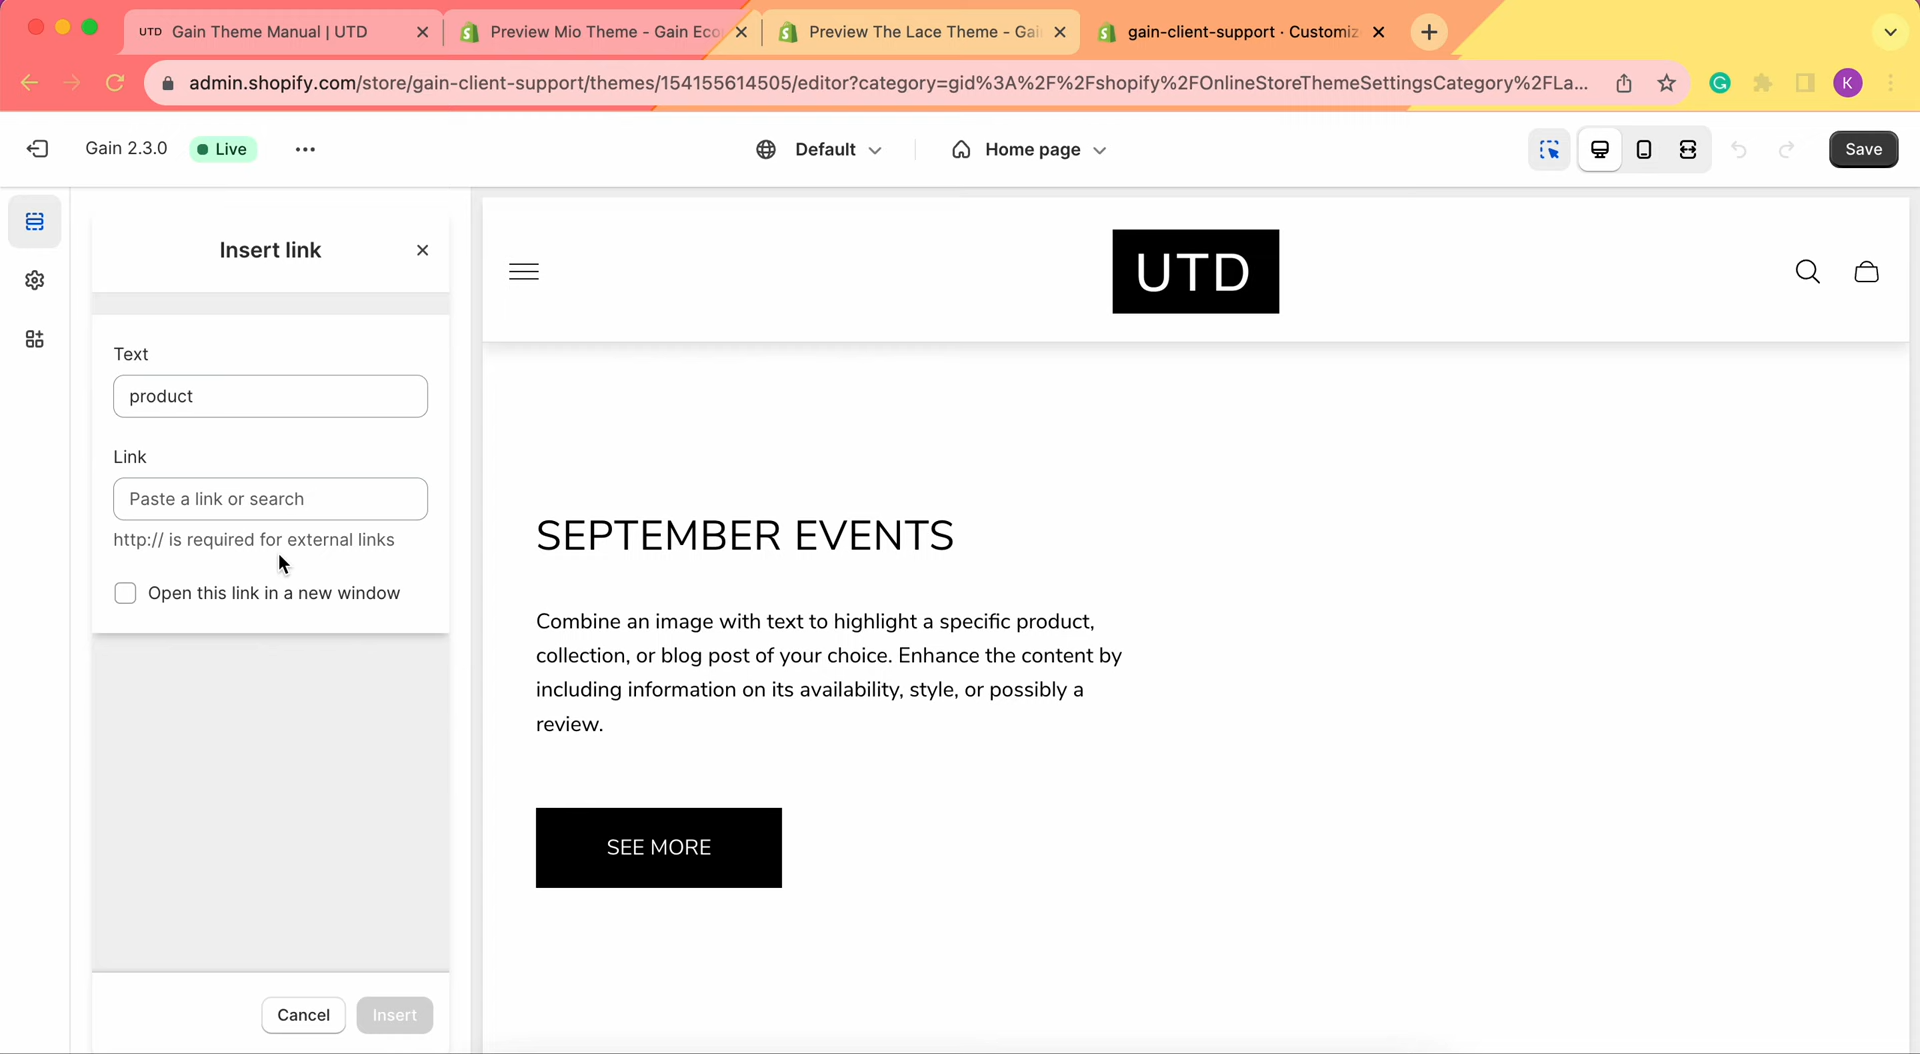 UTD Gain Theme Manual | UTD
Preview Mio Theme - Gain Eco
Preview The Lace Theme - Gai
gain-client-support · Customiz
admin.shopify.com/store/gain-client-support/themes/154155614505/editor?category=gid%3A%2F%2Fshopify%2FOnlineStoreThemeSettingsCategory%2FLa...
K
Gain 2.3.0
Live
Default
Home page
Save
Insert link
Text
product
Link
Paste a link or search
http:// is required for external links
Open this link in a new window
Cancel
Insert
UTD
SEPTEMBER EVENTS
Combine an image with text to highlight a specific product,
collection, or blog post of your choice. Enhance the content by
including information on its availability, style, or possibly a
review.
SEE MORE